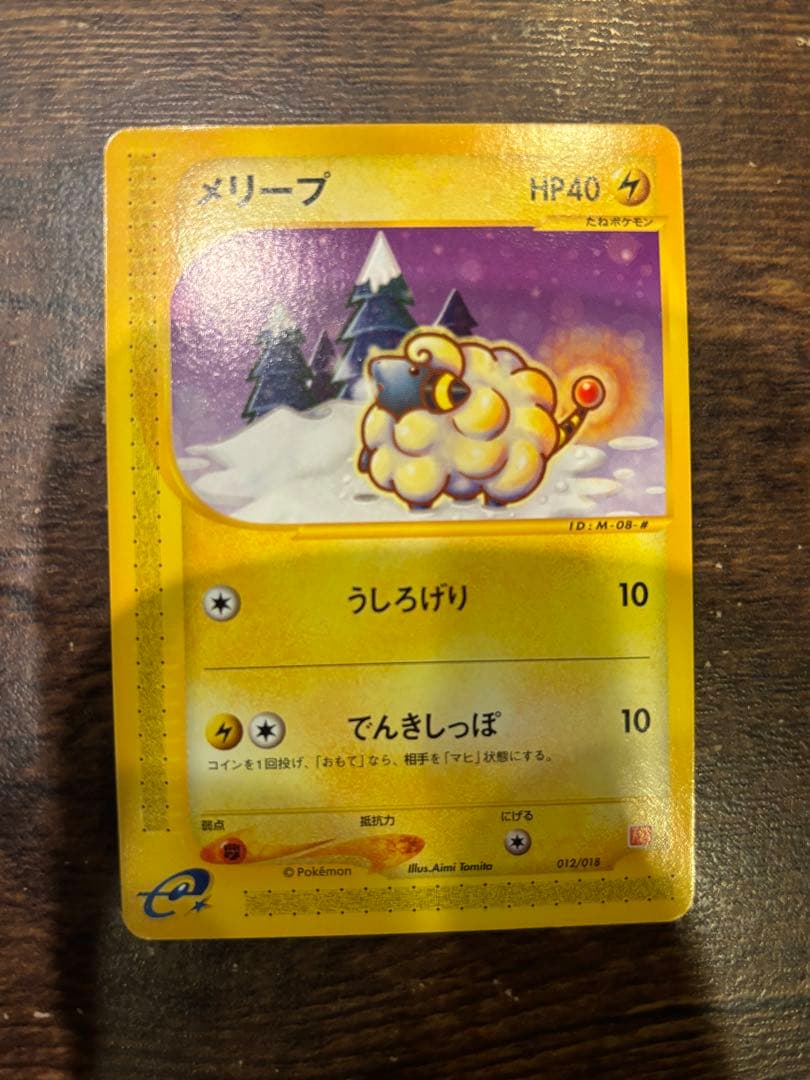 メリープ
HP40
たねポケモン
ID:M-08-#
うしろげり 10
でんきしっぽ 10
コインを1回投げ、「おもて」なら、相手を「マヒ」状態にする。
弱点 抵抗力 にげる
©Pokémon Illus.Aimi Tomita 012/018
e